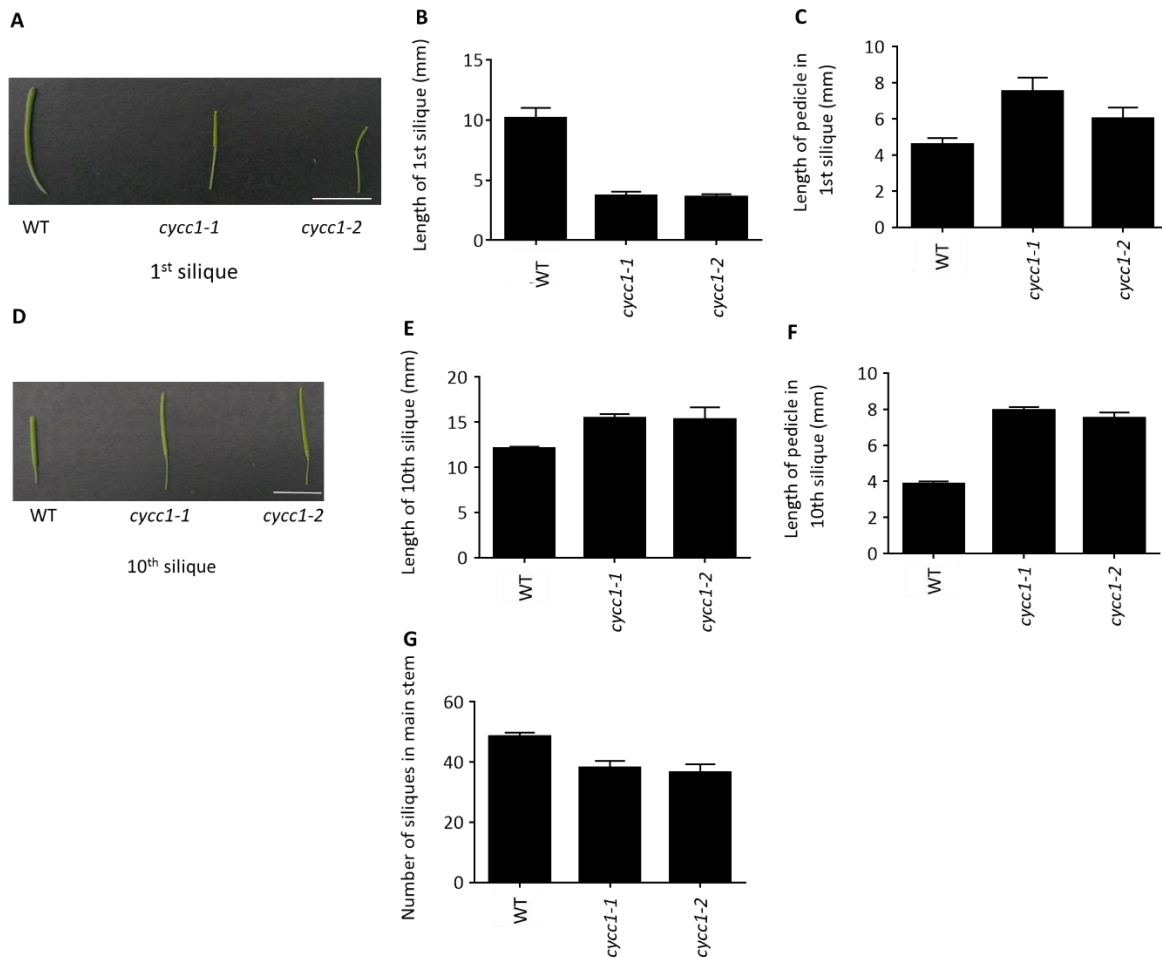 A
WT
cycc1-1
cycc1-2
1st silique
B
Length of 1st silique (mm)
15
10
5
0
WT
cycc1-1
cycc1-2
C
Length of pedicle in
1st silique (mm)
10
8
6
4
2
0
WT
cycc1-1
cycc1-2
D
WT
cycc1-1
cycc1-2
10th silique
E
Length of 10th silique (mm)
20
15
10
5
0
WT
cycc1-1
cycc1-2
F
Length of pedicle in
10th silique (mm)
10
8
6
4
2
0
WT
cycc1-1
cycc1-2
G
Number of siliques in main stem
60
40
20
0
WT
cycc1-1
cycc1-2